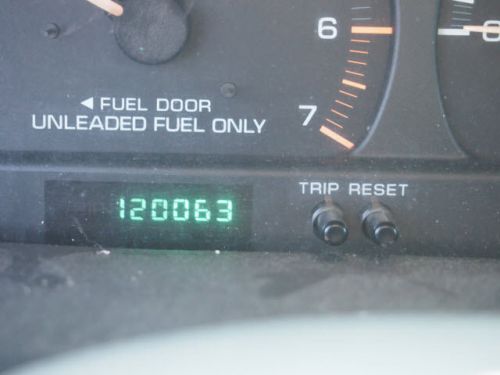 6
◄ FUEL DOOR
UNLEADED FUEL ONLY
7
TRIP RESET
120063